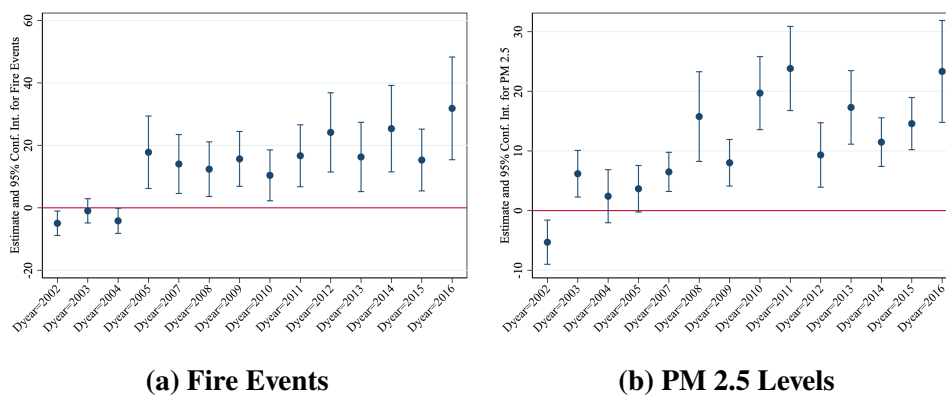 Estimate and 95% Conf. Int. for Fire Events
60
40
20
0
-20
Dyear=2002
Dyear=2003
Dyear=2004
Dyear=2005
Dyear=2007
Dyear=2008
Dyear=2009
Dyear=2010
Dyear=2011
Dyear=2012
Dyear=2013
Dyear=2014
Dyear=2015
Dyear=2016
(a) Fire Events
Estimate and 95% Conf. Int. for PM 2.5
30
20
10
0
-10
Dyear=2002
Dyear=2003
Dyear=2004
Dyear=2005
Dyear=2007
Dyear=2008
Dyear=2009
Dyear=2010
Dyear=2011
Dyear=2012
Dyear=2013
Dyear=2014
Dyear=2015
Dyear=2016
(b) PM 2.5 Levels